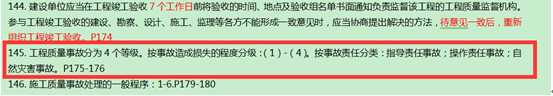 144. 建设单位应当在工程竣工验收 7 个工作日前将验收的时间、地点及验收组名单书面通知负责监督该工程的工程质量监督机构。
参与工程竣工验收的建设、勘察、设计、施工、监理等各方不能形成一致意见时，应当协商提出解决的方法，待意见一致后，重
新组织工程竣工验收。P174
145. 工程质量事故分为 4 个等级。按事故造成损失的程度分级：(1) - (4)。按事故责任分类：指导责任事故；操作责任事故；自
然灾害事故。P175-176
146. 施工质量事故处理的一般程序：1-6.P179-180